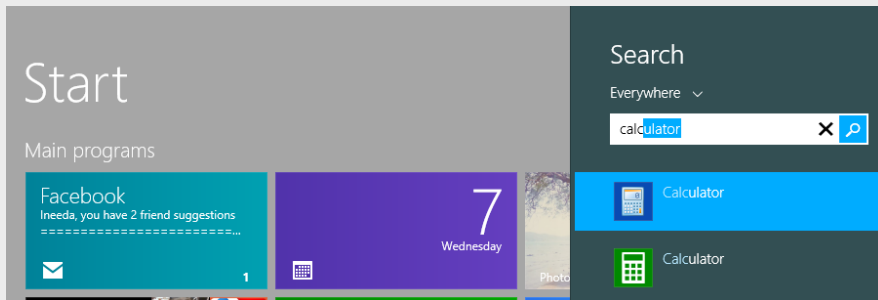 Start
Main programs
Facebook
Ineeda, you have 2 friend suggestions
========================...
1
7
Wednesday
Photo
Search
Everywhere
calculator
Calculator
Calculator